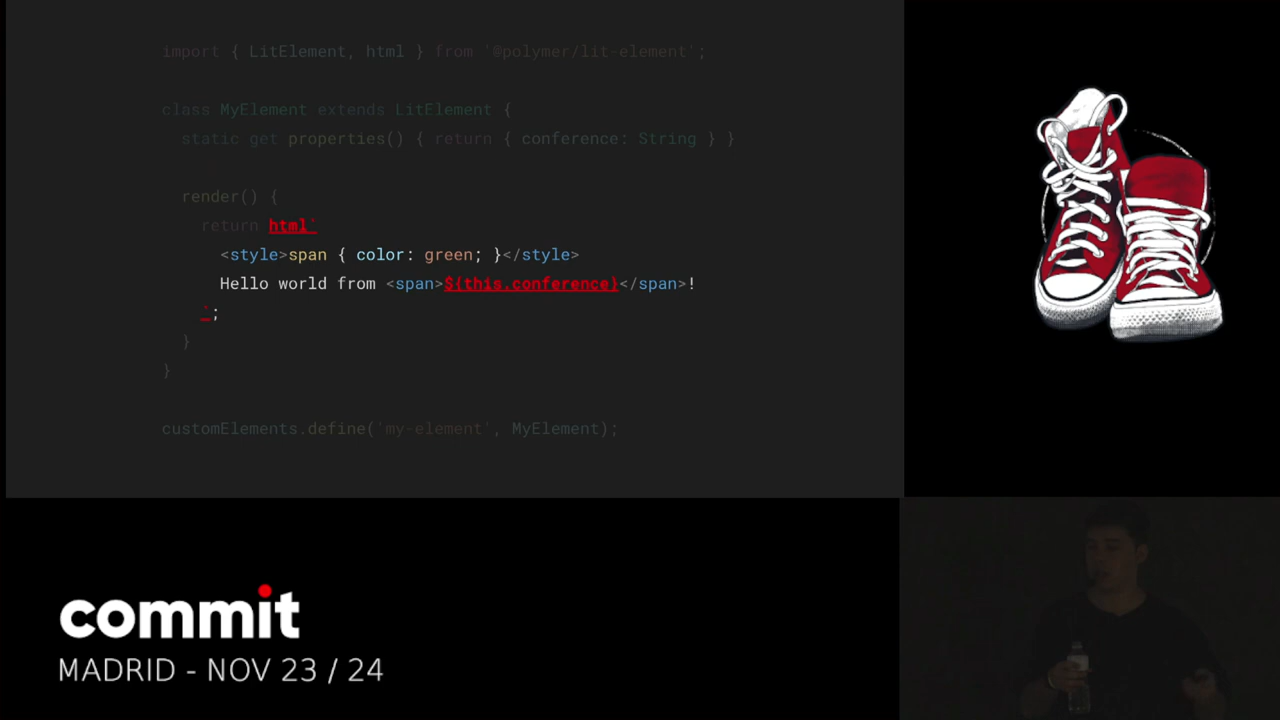 import { LitElement, html } from '@polymer/lit-element';
class MyElement extends LitElement {
static get properties() { return { conference: String } }
render() {
return html`
<style>span { color: green; }</style>
Hello world from <span>${this.conference}</span>!
`;
}
}
customElements.define('my-element', MyElement);
commit
MADRID - NOV 23 / 24